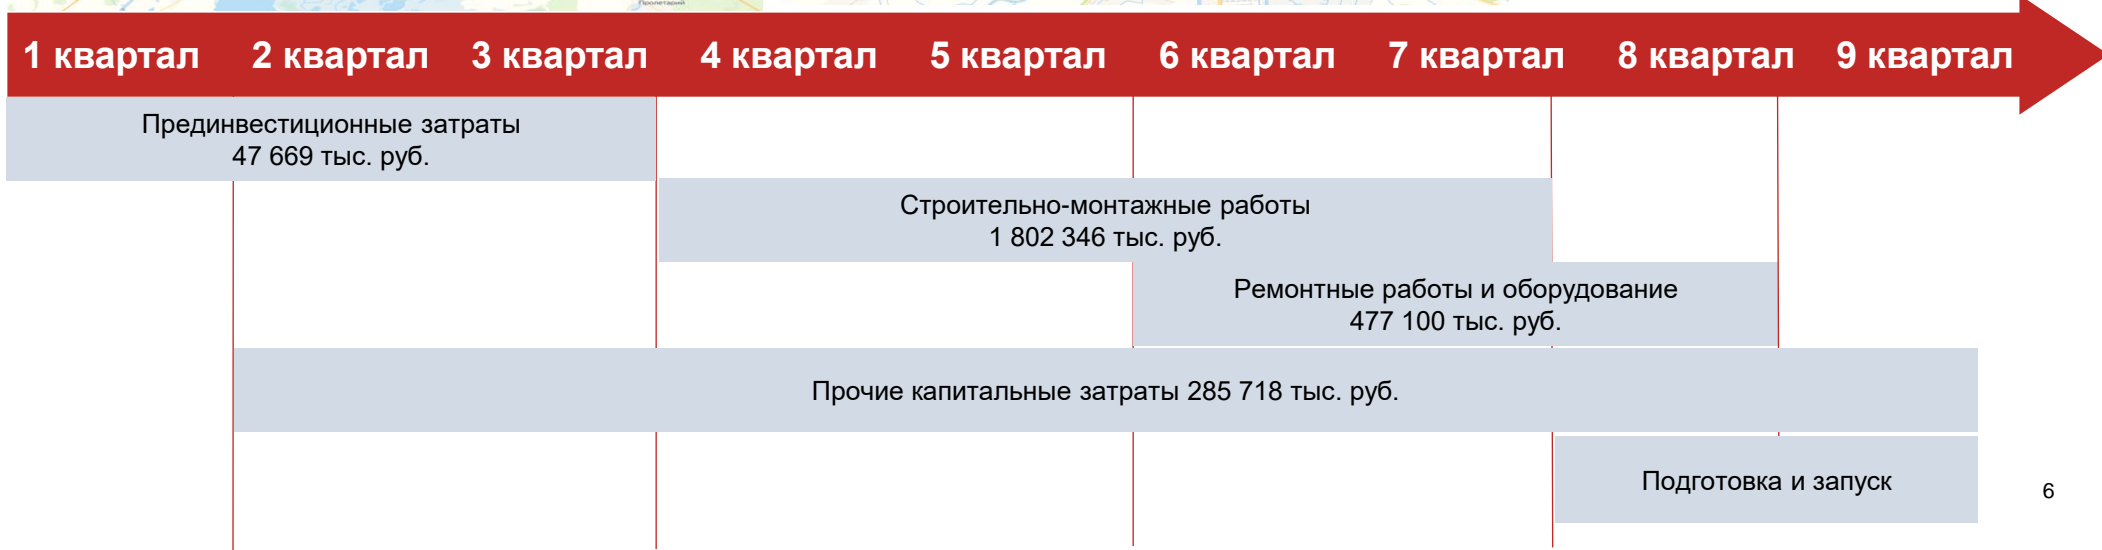 Пролетарий
1 квартал 2 квартал 3 квартал 4 квартал 5 квартал 6 квартал 7 квартал 8 квартал 9 квартал
Прединвестиционные затраты
47 669 тыс. руб.
Строительно-монтажные работы
1 802 346 тыс. руб.
Ремонтные работы и оборудование
477 100 тыс. руб.
Прочие капитальные затраты 285 718 тыс. руб.
Подготовка и запуск
6